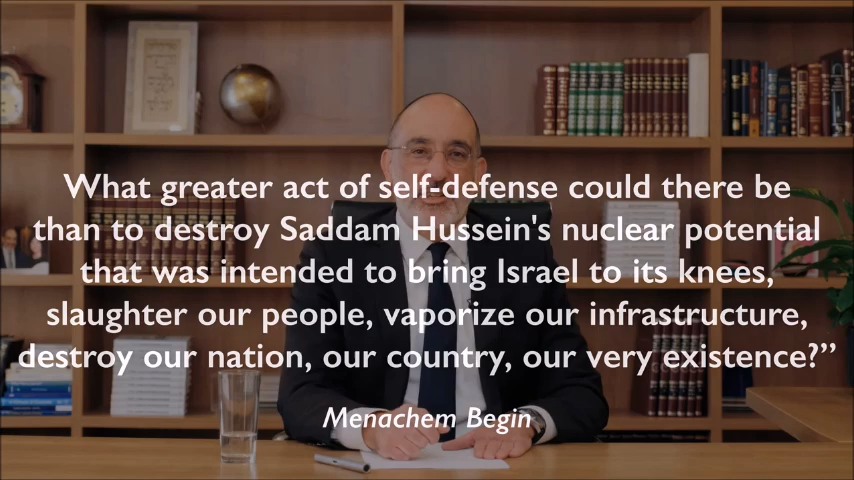 What greater act of self-defense could there be
than to destroy Saddam Hussein's nuclear potential
that was intended to bring Israel to its knees,
slaughter our people, vaporize our infrastructure,
destroy our nation, our country, our very existence?”
Menachem Begin